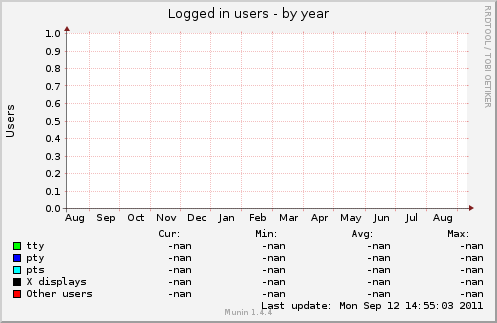 Logged in users - by year
RRDTOOL / TOBI OETIKER
Users
1.0
0.9
0.8
0.7
0.6
0.5
0.4
0.3
0.2
0.1
0.0
Aug Sep Oct Nov Dec Jan Feb Mar Apr May Jun Jul Aug
Cur: Min: Avg: Max:
tty -nan -nan -nan -nan
pty -nan -nan -nan -nan
pts -nan -nan -nan -nan
X displays -nan -nan -nan -nan
Other users -nan -nan -nan -nan
Last update: Mon Sep 12 14:55:03 2011
Munin 1.4.4